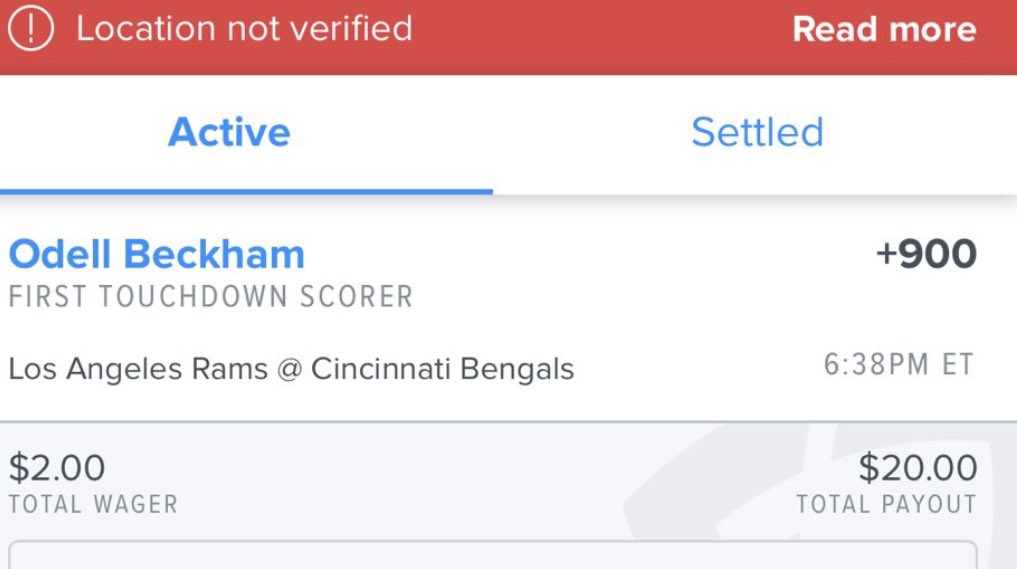 Location not verified Read more
Active Settled
Odell Beckham +900
FIRST TOUCHDOWN SCORER
Los Angeles Rams @ Cincinnati Bengals 6:38PM ET
$2.00 $20.00
TOTAL WAGER TOTAL PAYOUT